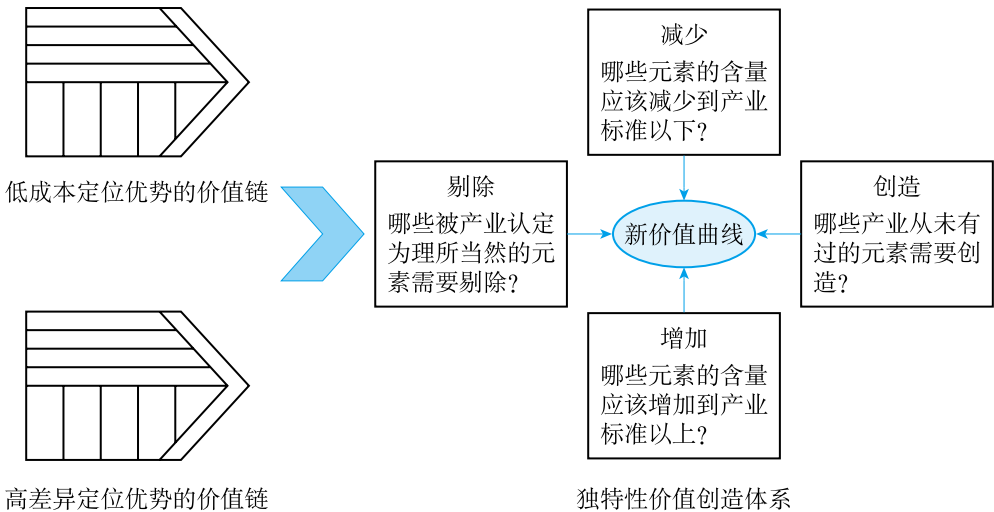 低成本定位优势的价值链
高差异定位优势的价值链
减少
哪些元素的含量
应该减少到产业
标准以下？
剔除
哪些被产业认定
为理所当然的元
素需要剔除？
新价值曲线
创造
哪些产业从未有
过的元素需要创
造？
增加
哪些元素的含量
应该增加到产业
标准以上？
独特性价值创造体系